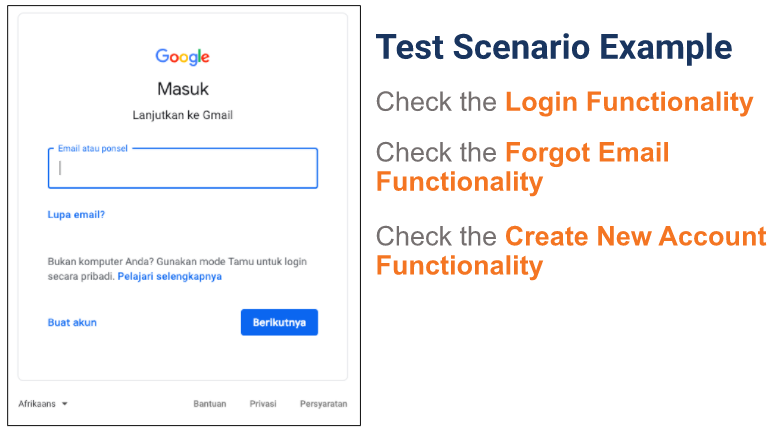 Google
Masuk
Lanjutkan ke Gmail
Email atau ponsel
Lupa email?
Bukan komputer Anda? Gunakan mode Tamu untuk login
secara pribadi. Pelajari selengkapnya
Buat akun
Berikutnya
Afrikaans
Bantuan
Privasi
Persyaratan
Test Scenario Example
Check the Login Functionality
Check the Forgot Email
Functionality
Check the Create New Account
Functionality